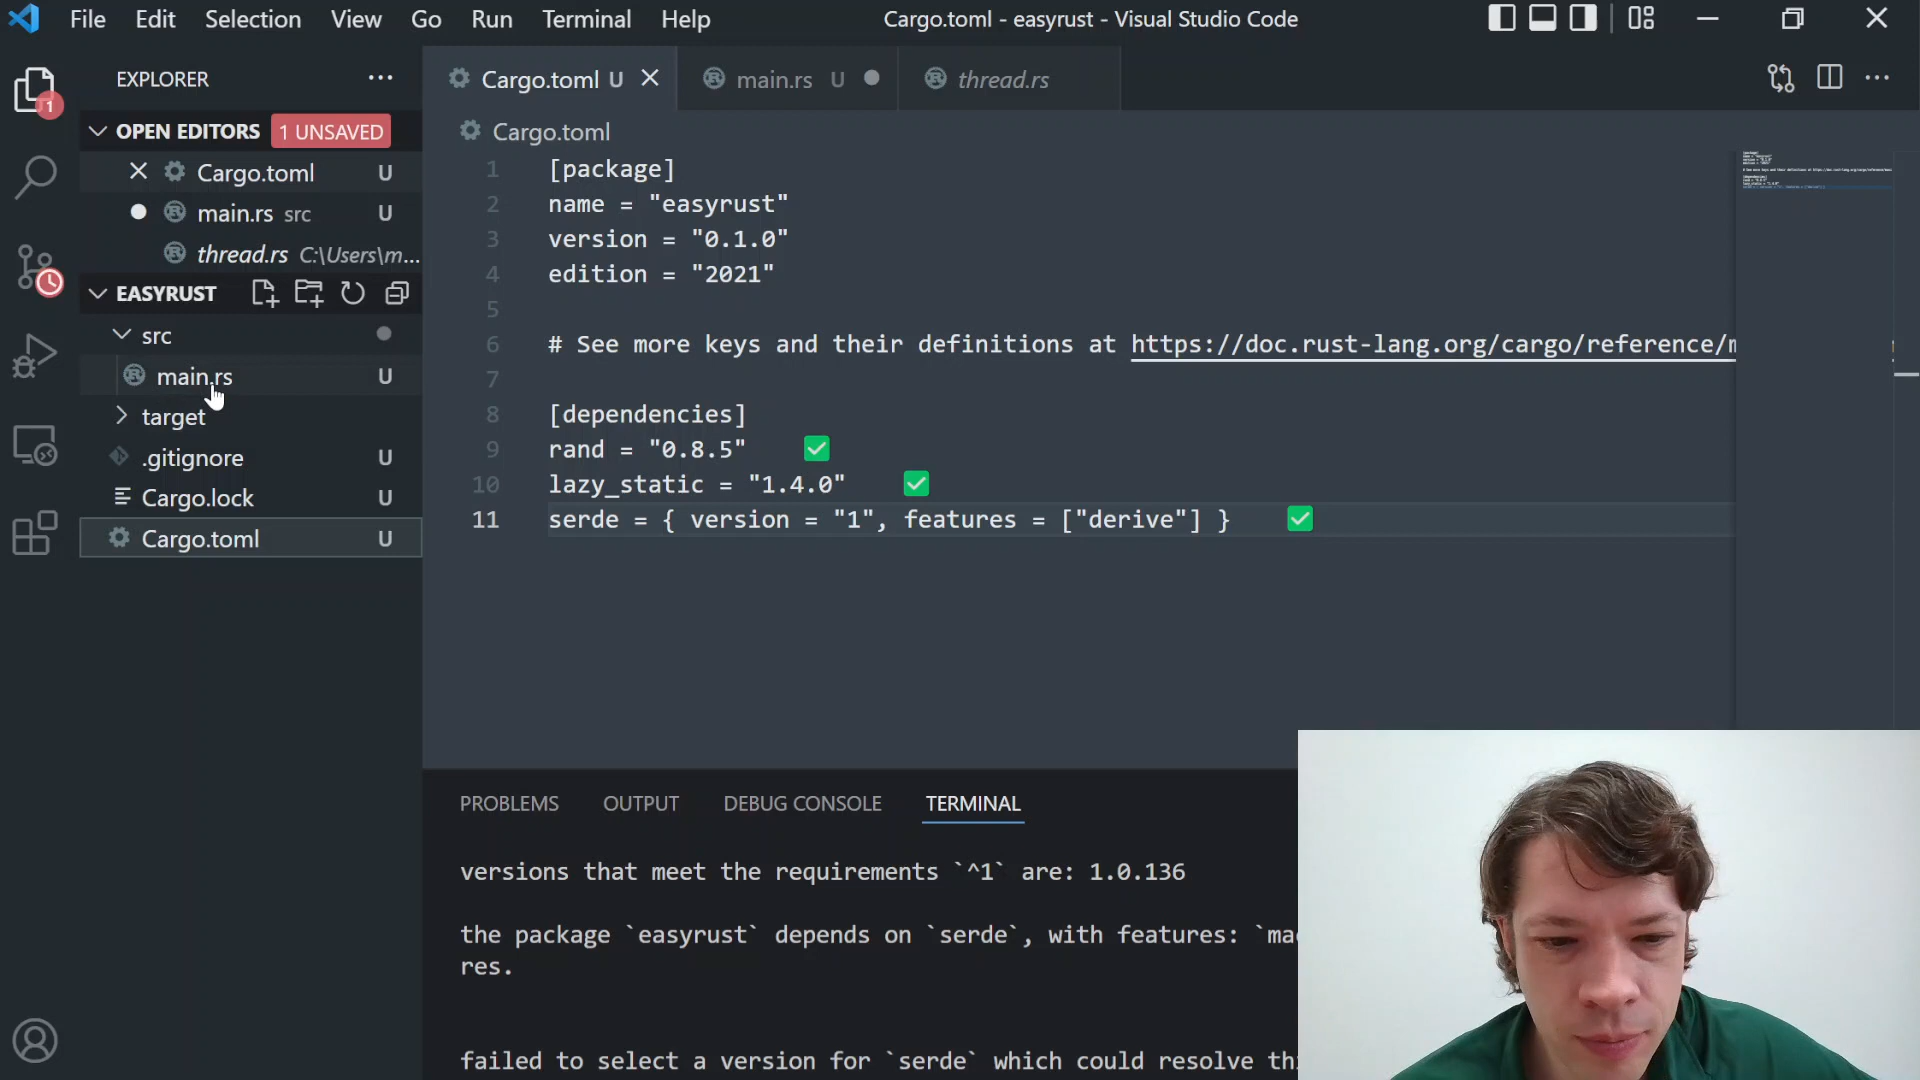 File Edit Selection View Go Run Terminal Help
Cargo.toml - easyrust - Visual Studio Code
EXPLORER
1
OPEN EDITORS 1 UNSAVED
Cargo.toml U
main.rs src U
thread.rs C:\Users\m...
EASYRUST
src
main.rs U
target
.gitignore U
Cargo.lock U
Cargo.toml U
Cargo.toml U
main.rs U
thread.rs
Cargo.toml
1 [package]
2 name = "easyrust"
3 version = "0.1.0"
4 edition = "2021"
5
6 # See more keys and their definitions at https://doc.rust-lang.org/cargo/reference/m
7
8 [dependencies]
9 rand = "0.8.5" ✅
10 lazy_static = "1.4.0" ✅
11 serde = { version = "1", features = ["derive"] } ✅
PROBLEMS OUTPUT DEBUG CONSOLE TERMINAL
versions that meet the requirements `^1` are: 1.0.136
the package `easyrust` depends on `serde`, with features: `ma
res.
failed to select a version for `serde` which could resolve thi